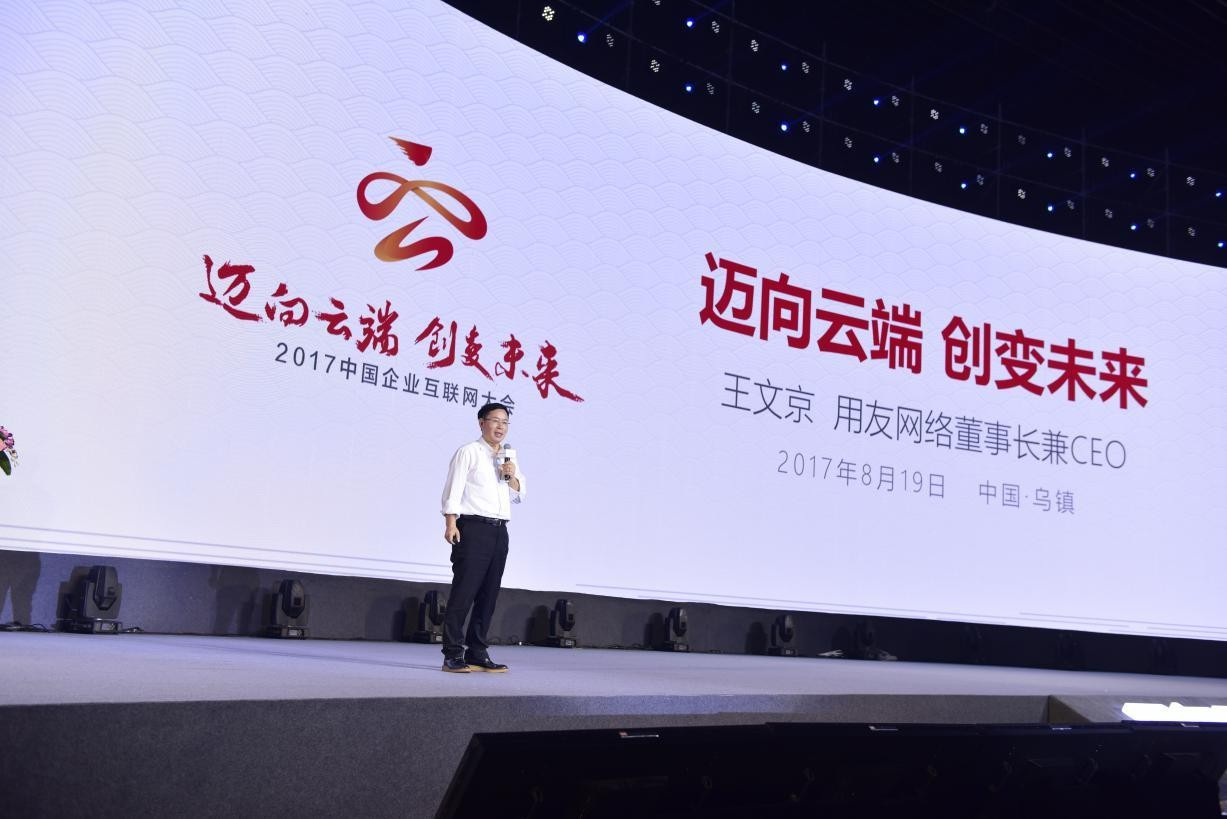 迈向云端 创变未来
2017中国企业互联网大会
迈向云端 创变未来
王文京 用友网络董事长兼CEO
2017年8月19日 中国·乌镇